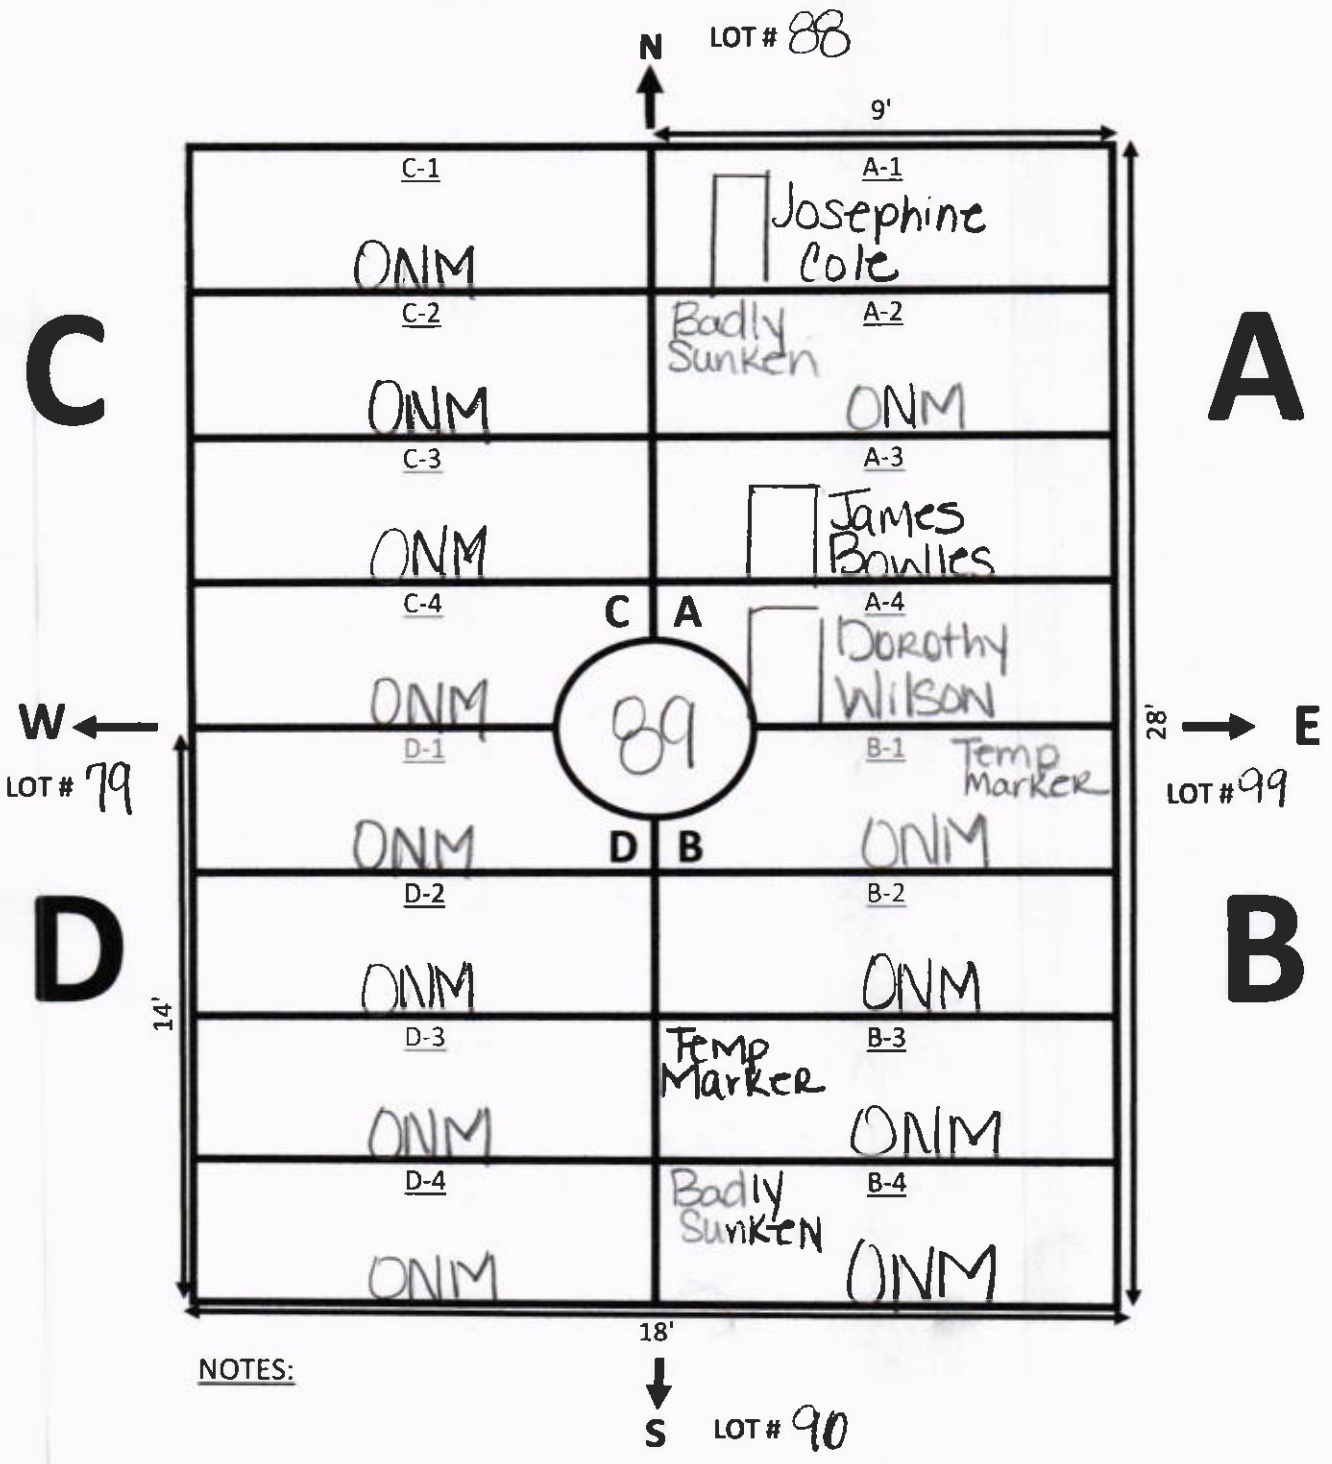 LOT # 88
N
9'
C-1
ONM
A-1
Josephine
Cole
C-2
ONM
Badly
Sunken
A-2
ONM
C
A
C-3
ONM
A-3
James
Bowlles
C-4
ONM
C A
A-4
Dorothy
Wilson
W
LOT # 79
89
28'
E
LOT # 99
D-1
ONM
B-1
Temp
Marker
ONM
D B
D-2
ONM
B-2
ONM
D
B
14'
D-3
ONM
Temp
Marker
B-3
ONM
D-4
ONM
Badly
Sunken
B-4
ONM
18'
NOTES:
S
LOT # 90